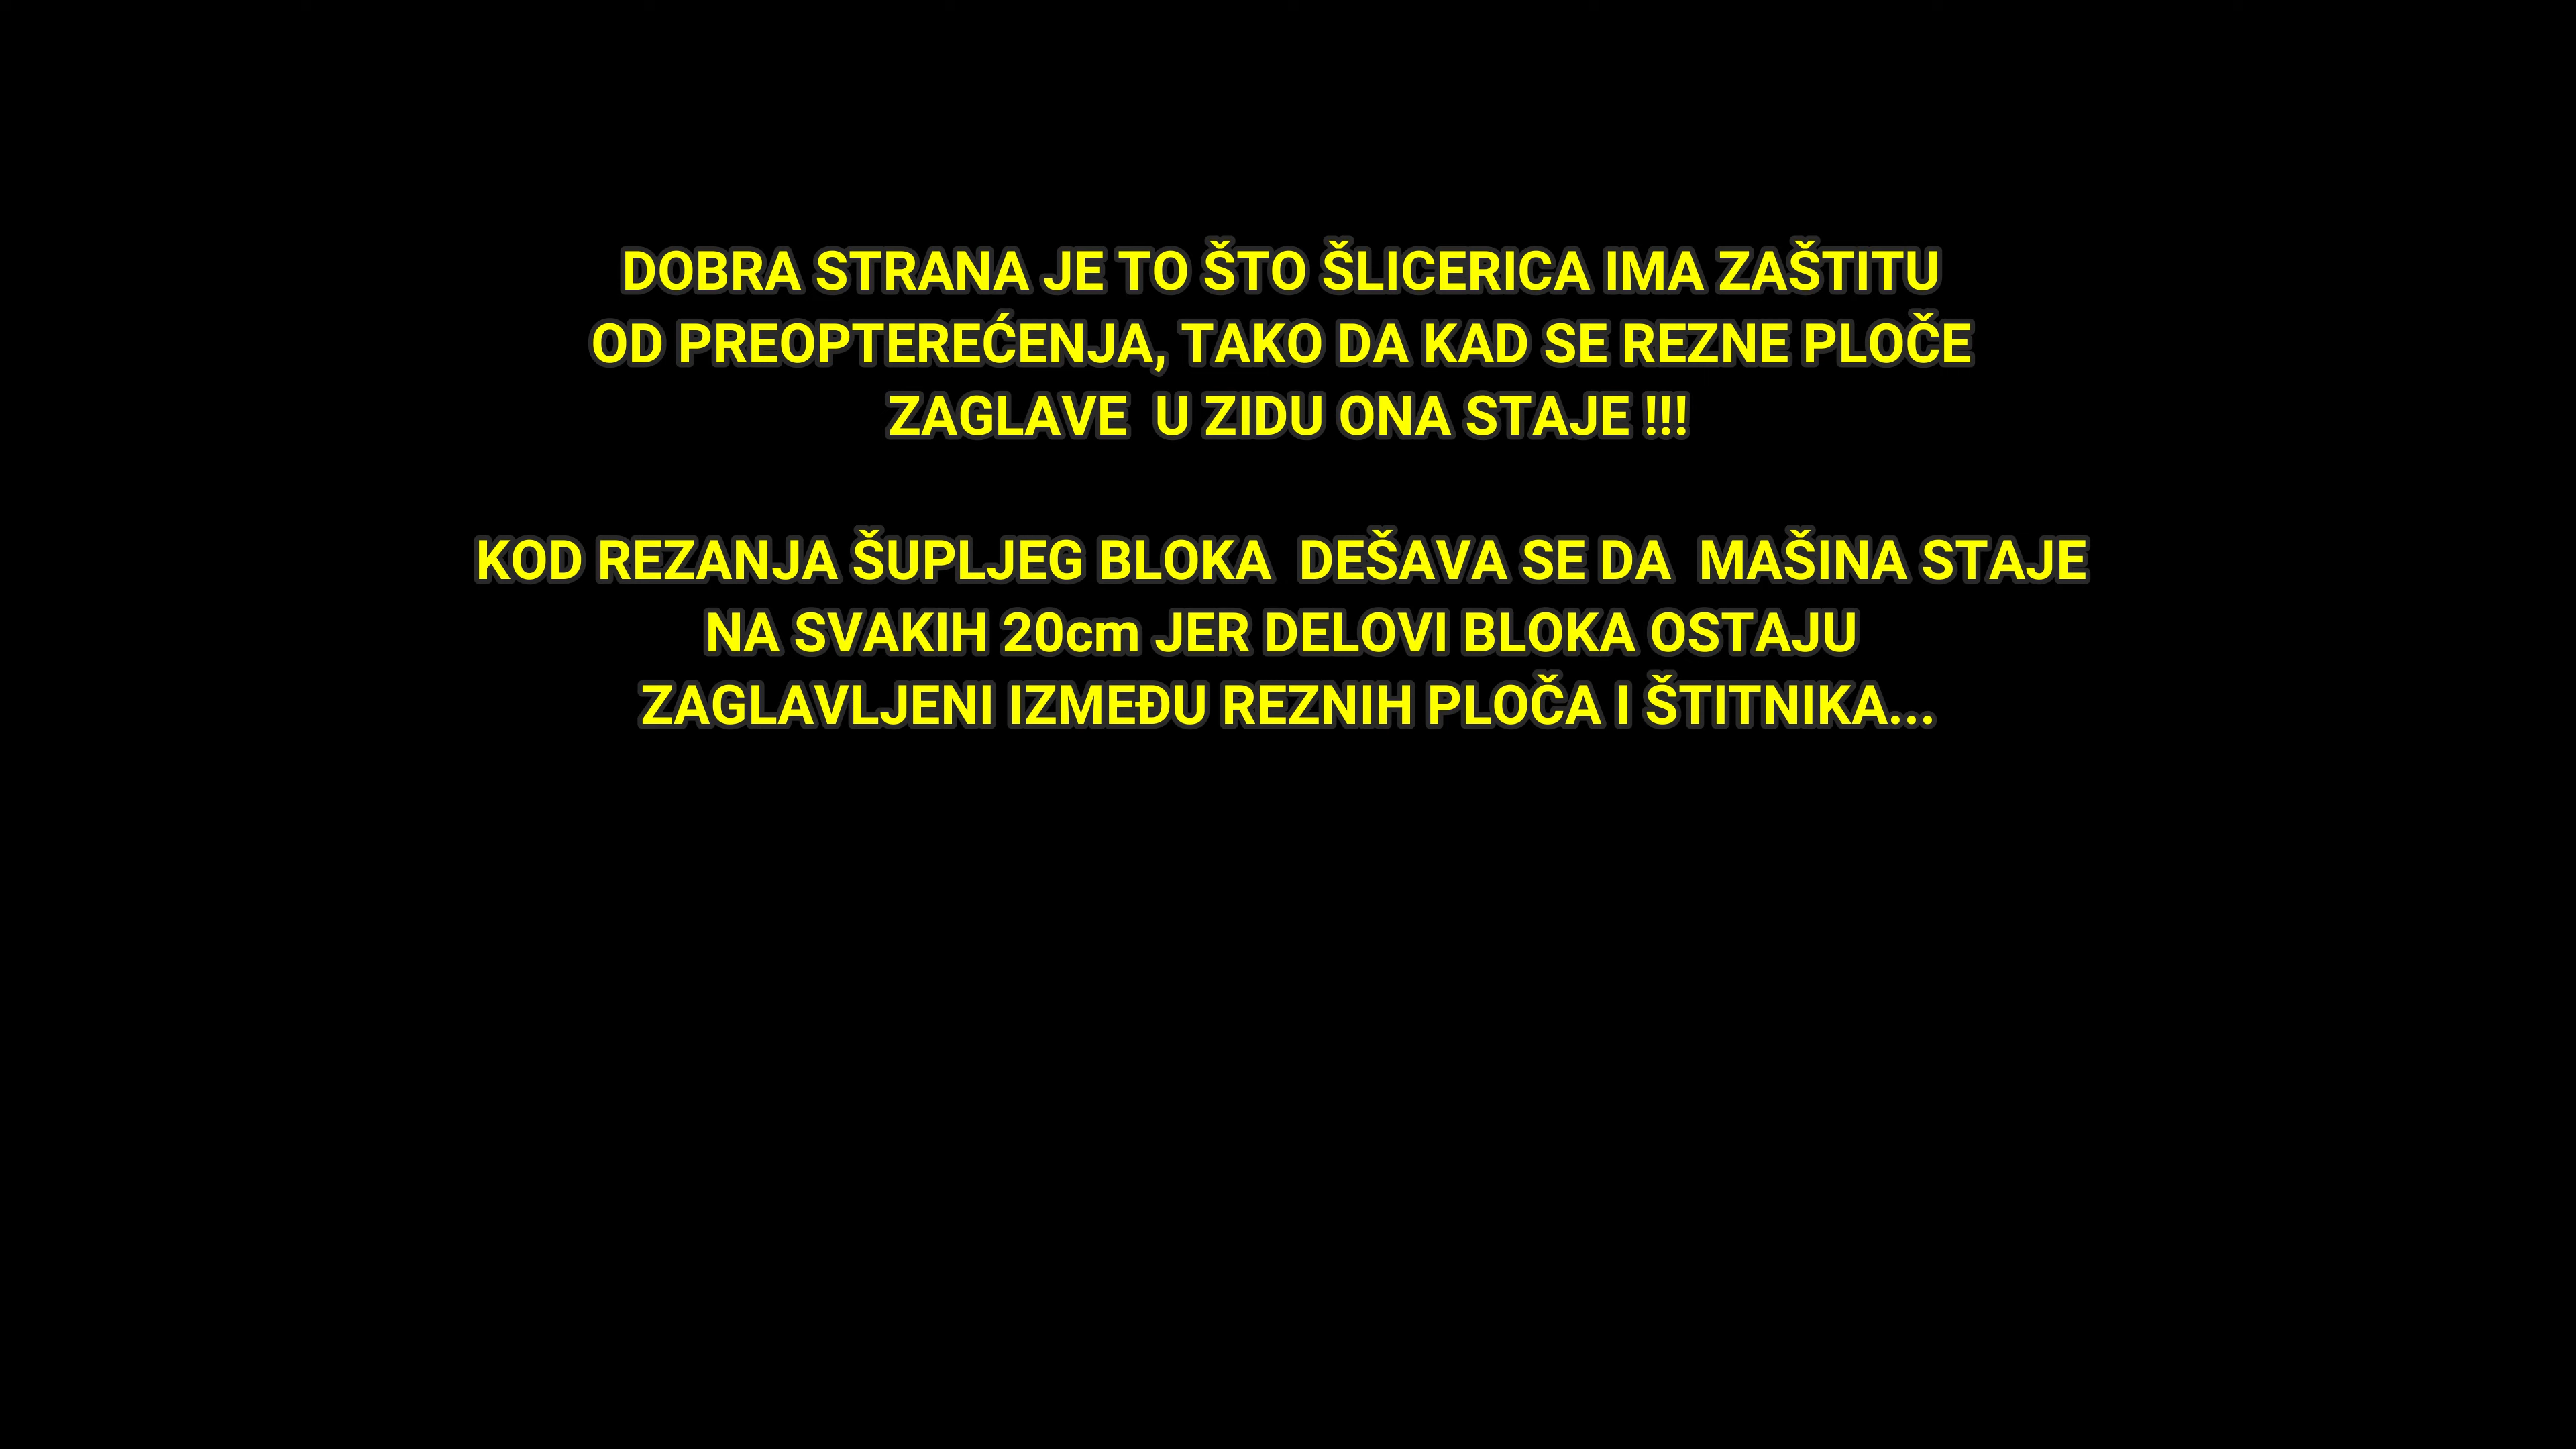 DOBRA STRANA JE TO ŠTO ŠLICERICA IMA ZAŠTITU
OD PREOPTEREĆENJA, TAKO DA KAD SE REZNE PLOČE
ZAGLAVE  U ZIDU ONA STAJE !!!
KOD REZANJA ŠUPLJEG BLOKA  DEŠAVA SE DA  MAŠINA STAJE
NA SVAKIH 20cm JER DELOVI BLOKA OSTAJU
ZAGLAVLJENI IZMEĐU REZNIH PLOČA I ŠTITNIKA...